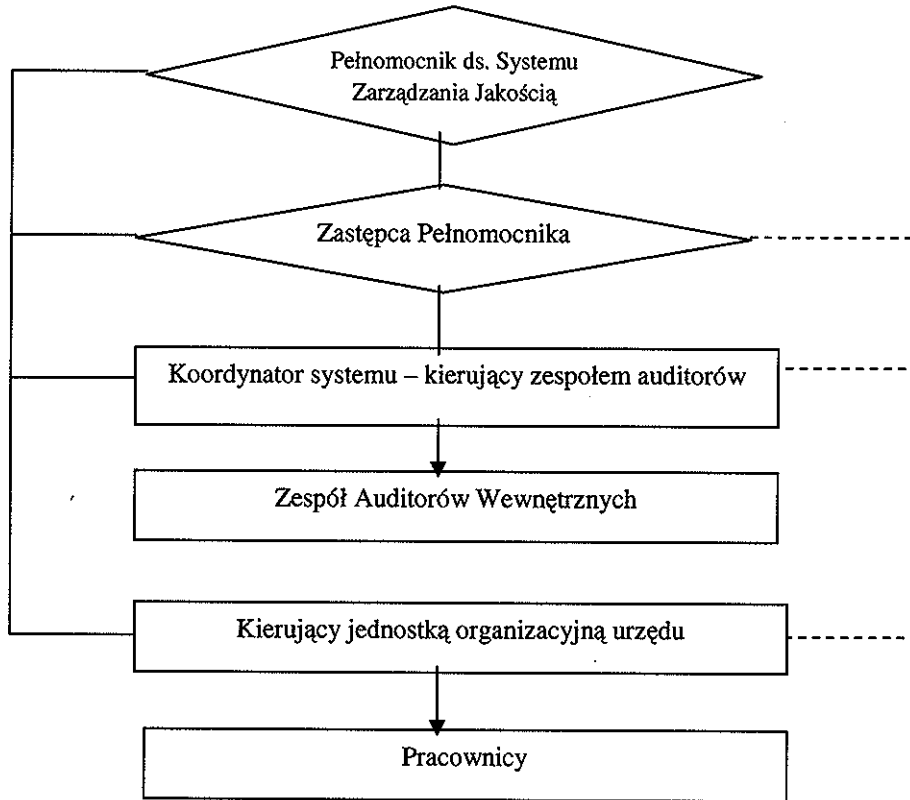 Pełnomocnik ds. Systemu
Zarządzania Jakością
Zastępca Pełnomocnika
Koordynator systemu – kierujący zespołem auditorów
Zespół Auditorów Wewnętrznych
Kierujący jednostką organizacyjną urzędu
Pracownicy